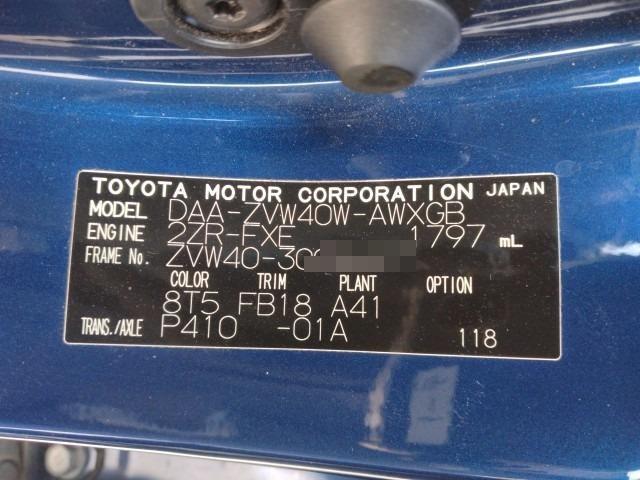 TOYOTA MOTOR CORPORATION JAPAN
MODEL DAA-ZVW40W-AWXGB
ENGINE 2ZR-FXE 1797 mL
FRAME No. ZVW40-300
COLOR TRIM PLANT OPTION
8T5 FB18 A41
TRANS./AXLE P410 -01A
118